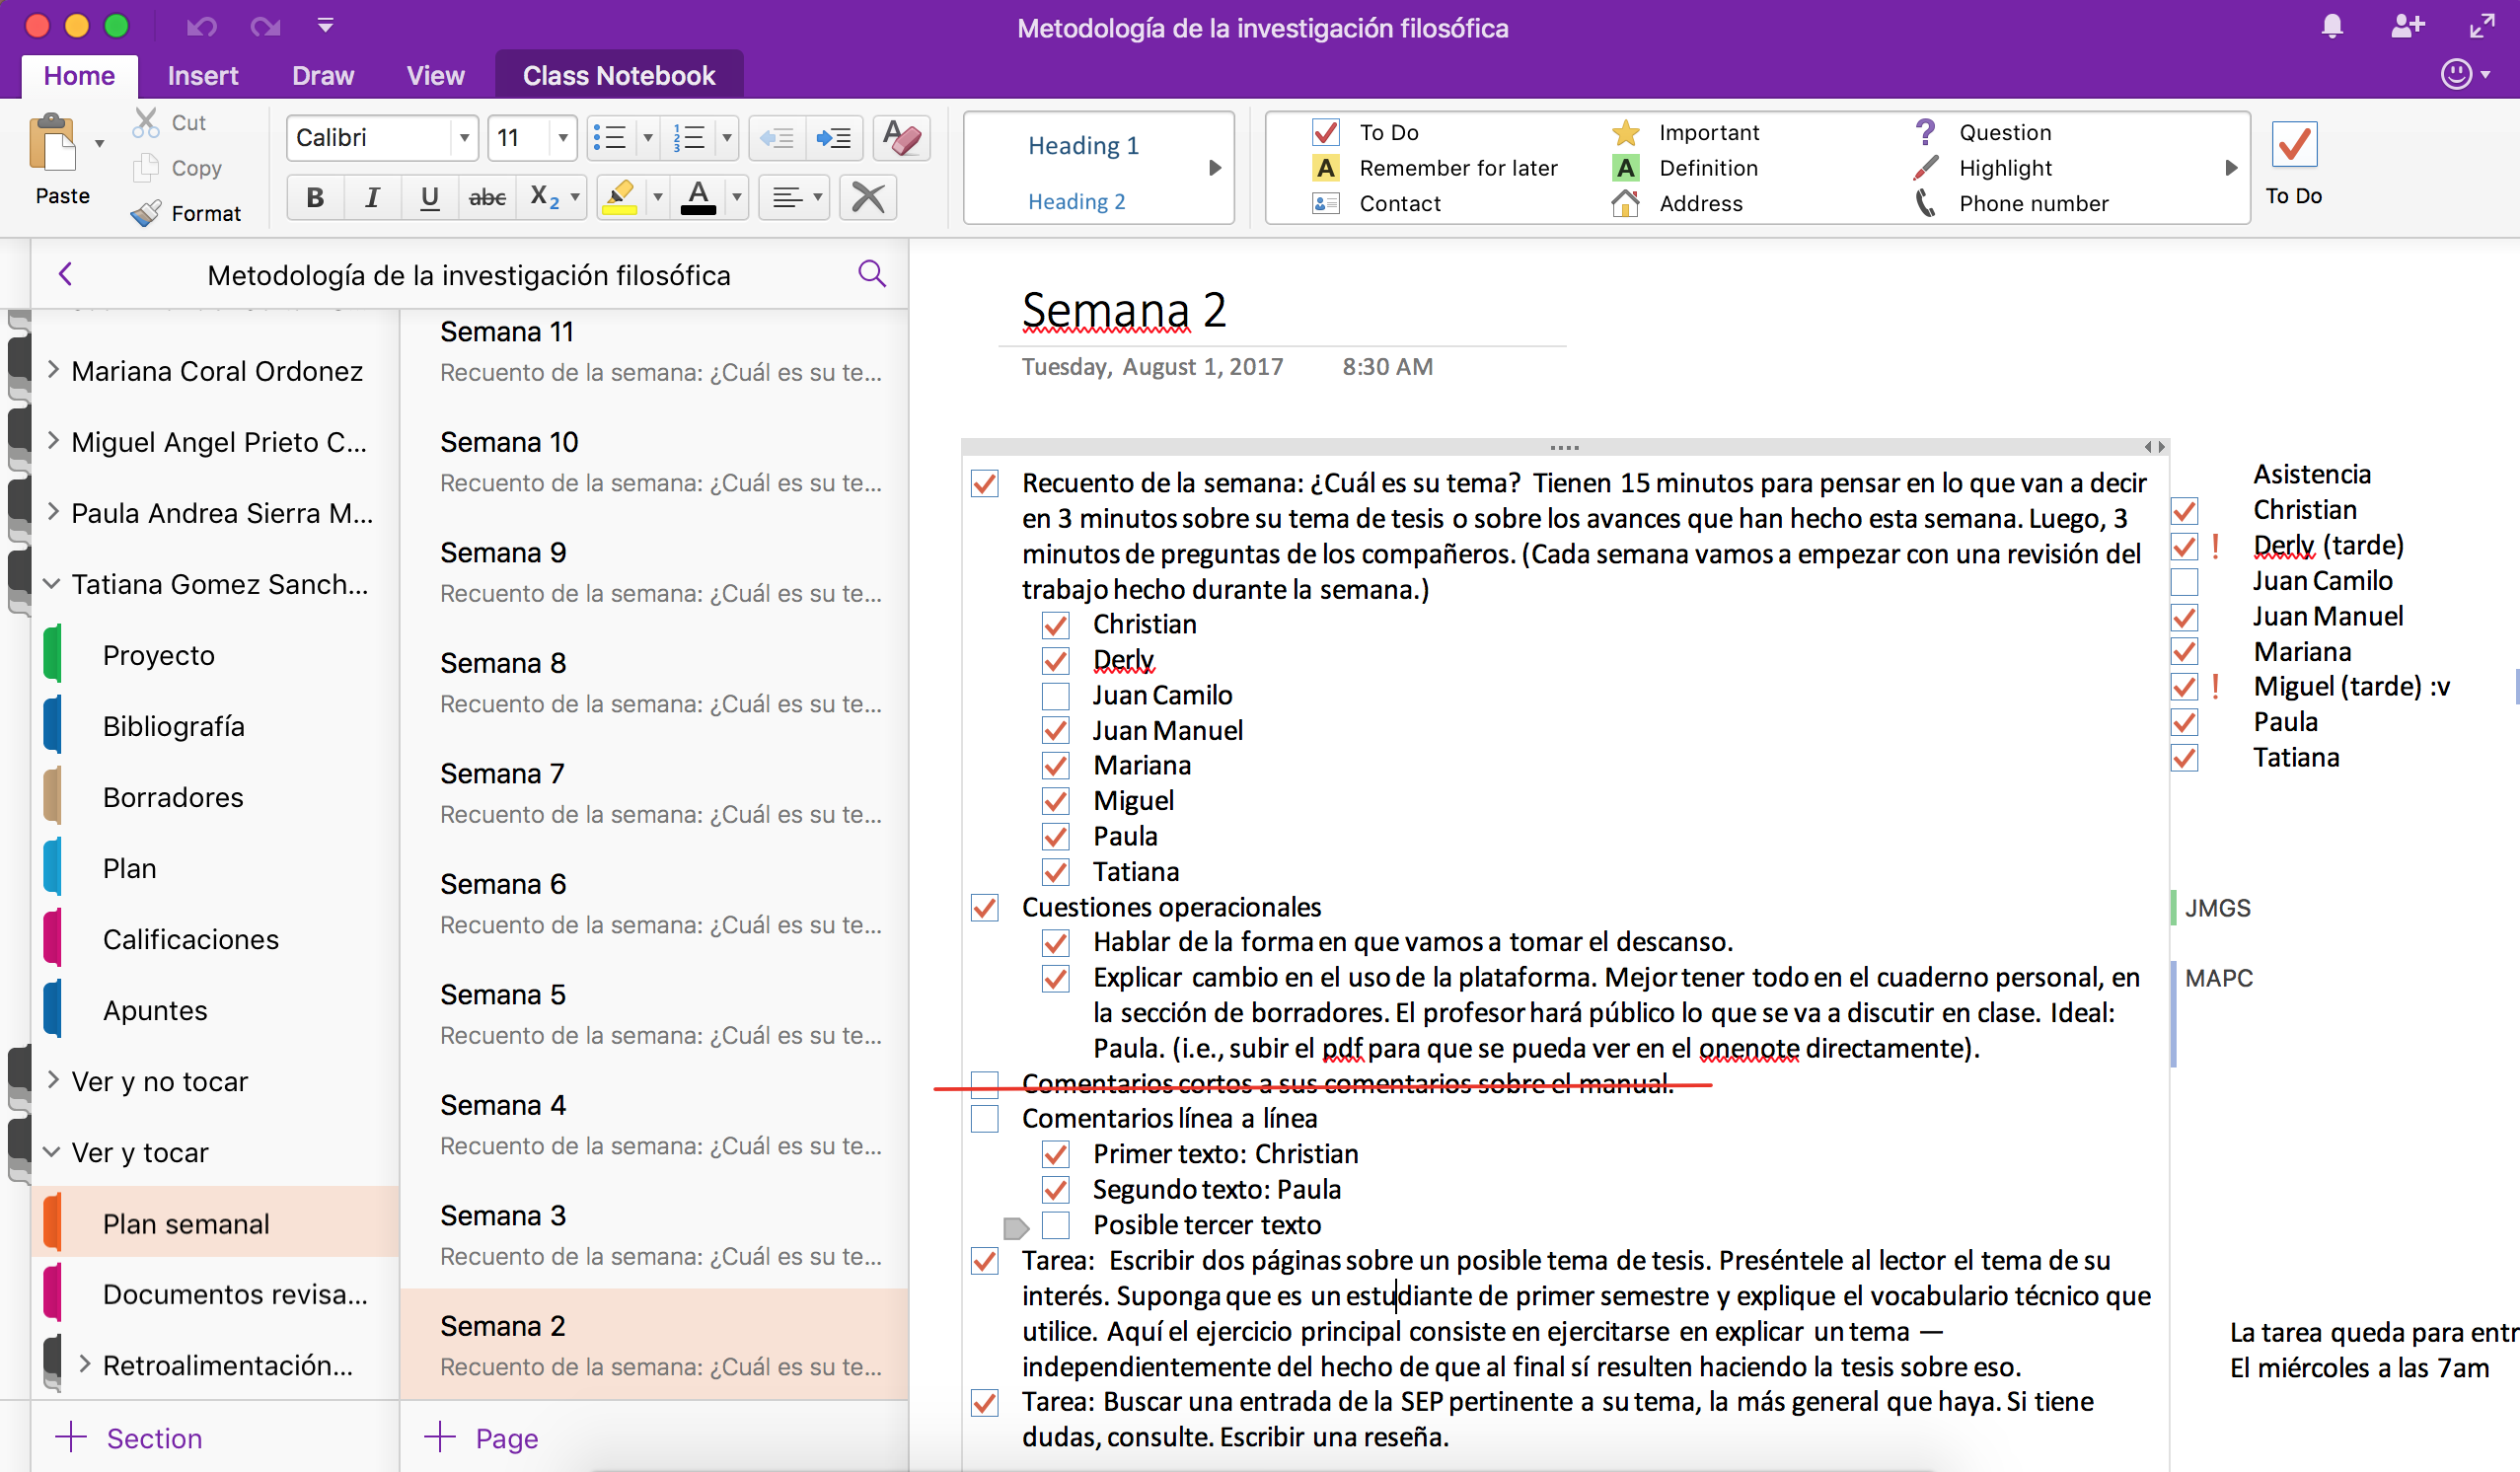 Metodología de la investigación filosófica
Home Insert Draw View Class Notebook
Paste
Cut
Copy
Format
Calibri 11
B I U abc X2 A
Heading 1
Heading 2
To Do Important Question
Remember for later Definition Highlight
Contact Address Phone number
To Do
Metodología de la investigación filosófica
Mariana Coral Ordonez
Miguel Angel Prieto C...
Paula Andrea Sierra M...
Tatiana Gomez Sanch...
Proyecto
Bibliografía
Borradores
Plan
Calificaciones
Apuntes
Ver y no tocar
Ver y tocar
Plan semanal
Documentos revisa...
Retroalimentación...
Section
Semana 11
Recuento de la semana: ¿Cuál es su te...
Semana 10
Recuento de la semana: ¿Cuál es su te...
Semana 9
Recuento de la semana: ¿Cuál es su te...
Semana 8
Recuento de la semana: ¿Cuál es su te...
Semana 7
Recuento de la semana: ¿Cuál es su te...
Semana 6
Recuento de la semana: ¿Cuál es su te...
Semana 5
Recuento de la semana: ¿Cuál es su te...
Semana 4
Recuento de la semana: ¿Cuál es su te...
Semana 3
Recuento de la semana: ¿Cuál es su te...
Semana 2
Recuento de la semana: ¿Cuál es su te...
Page
Semana 2
Tuesday, August 1, 2017 8:30 AM
Recuento de la semana: ¿Cuál es su tema? Tienen 15 minutos para pensar en lo que van a decir
en 3 minutos sobre su tema de tesis o sobre los avances que han hecho esta semana. Luego, 3
minutos de preguntas de los compañeros. (Cada semana vamos a empezar con una revisión del
trabajo hecho durante la semana.)
Christian
Derly
Juan Camilo
Juan Manuel
Mariana
Miguel
Paula
Tatiana
Cuestiones operacionales
Hablar de la forma en que vamos a tomar el descanso.
Explicar cambio en el uso de la plataforma. Mejor tener todo en el cuaderno personal, en
la sección de borradores. El profesor hará público lo que se va a discutir en clase. Ideal:
Paula. (i.e., subir el pdf para que se pueda ver en el onenote directamente).
Comentarios cortos a sus comentarios sobre el manual.
Comentarios línea a línea
Primer texto: Christian
Segundo texto: Paula
Posible tercer texto
Tarea: Escribir dos páginas sobre un posible tema de tesis. Preséntele al lector el tema de su
interés. Suponga que es un estudiante de primer semestre y explique el vocabulario técnico que
utilice. Aquí el ejercicio principal consiste en ejercitarse en explicar un tema —
independientemente del hecho de que al final sí resulten haciendo la tesis sobre eso.
Tarea: Buscar una entrada de la SEP pertinente a su tema, la más general que haya. Si tiene
dudas, consulte. Escribir una reseña.
Asistencia
Christian
Derly (tarde)
Juan Camilo
Juan Manuel
Mariana
Miguel (tarde) :v
Paula
Tatiana
JMGS
MAPC
La tarea queda para entr
El miércoles a las 7am